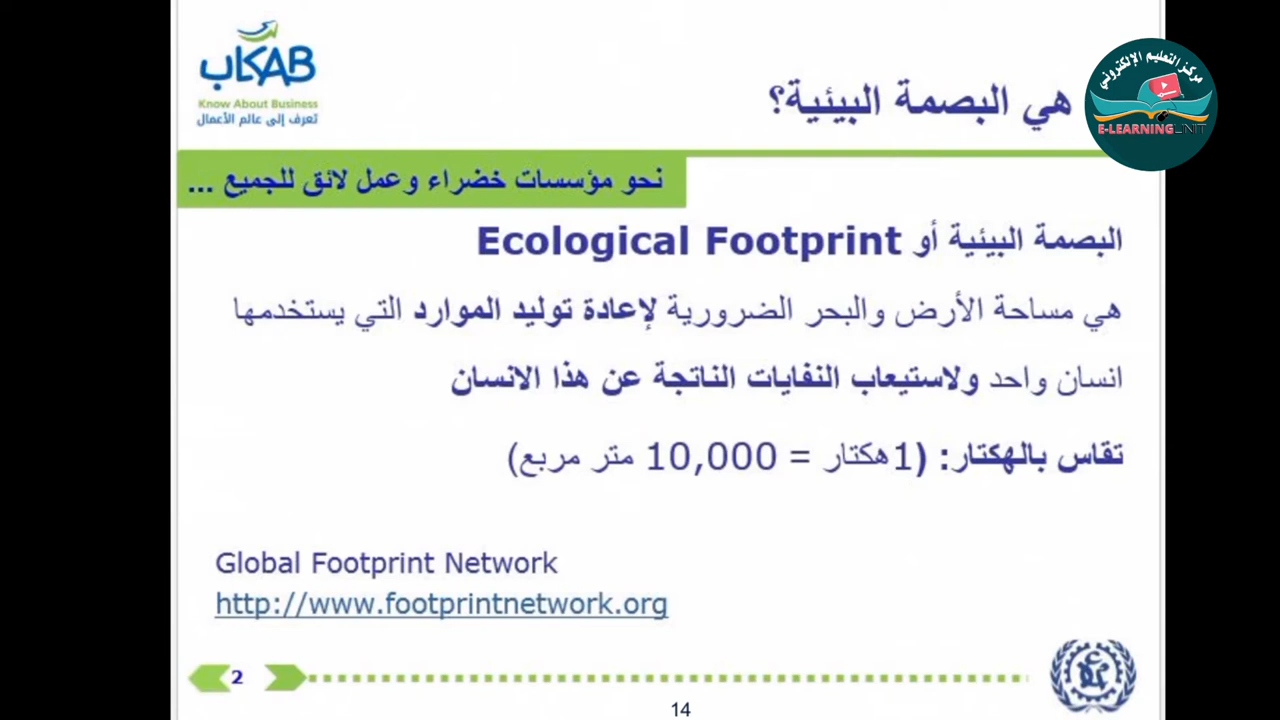 كاب KAB
Know About Business
تعرف إلى عالم الأعمال
هي البصمة البيئية؟
مركز التعليم الإلكتروني
E-LEARNING UNIT
نحو مؤسسات خضراء وعمل لائق للجميع ...
البصمة البيئية أو Ecological Footprint
هي مساحة الأرض والبحر الضرورية لإعادة توليد الموارد التي يستخدمها
انسان واحد ولاستيعاب النفايات الناتجة عن هذا الانسان
تقاس بالهكتار: (1هكتار = 10,000 متر مربع)
Global Footprint Network
http://www.footprintnetwork.org
2
14